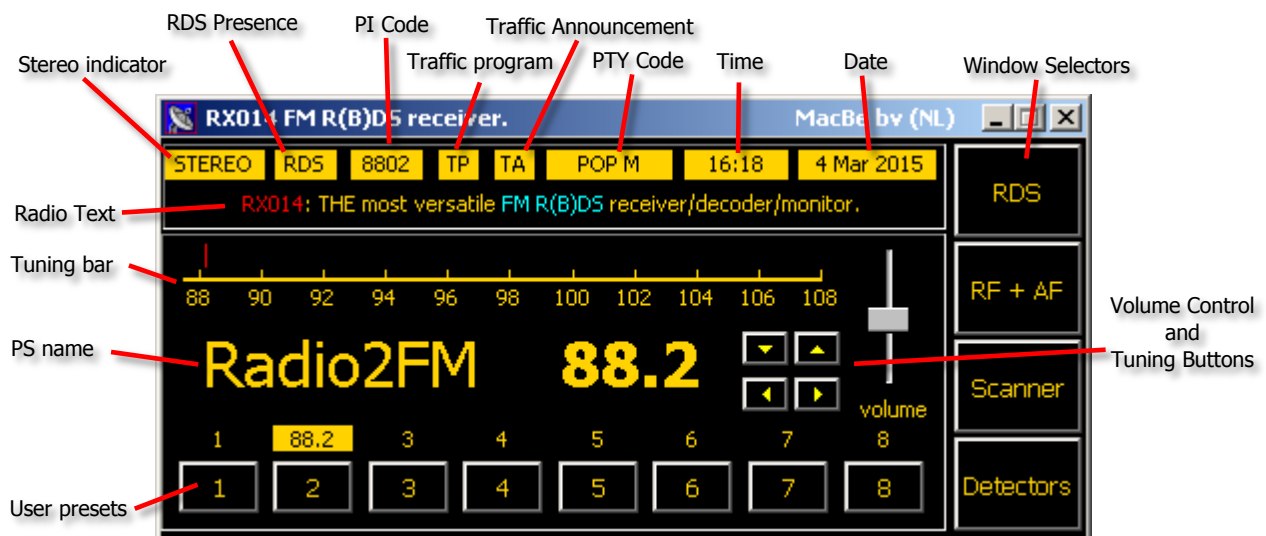 RDS Presence PI Code Traffic Announcement
Stereo indicator Traffic program PTY Code Time Date Window Selectors
RX014 FM R(B)DS receiver. MacBe bv (NL)
STEREO RDS 8802 TP TA POP M 16:18 4 Mar 2015
RDS
Radio Text RX014: THE most versatile FM R(B)DS receiver/decoder/monitor.
Tuning bar
88 90 92 94 96 98 100 102 104 106 108
RF + AF
Volume Control
and
Tuning Buttons
PS name Radio2FM 88.2
volume
Scanner
1 88.2 3 4 5 6 7 8
User presets 1 2 3 4 5 6 7 8
Detectors